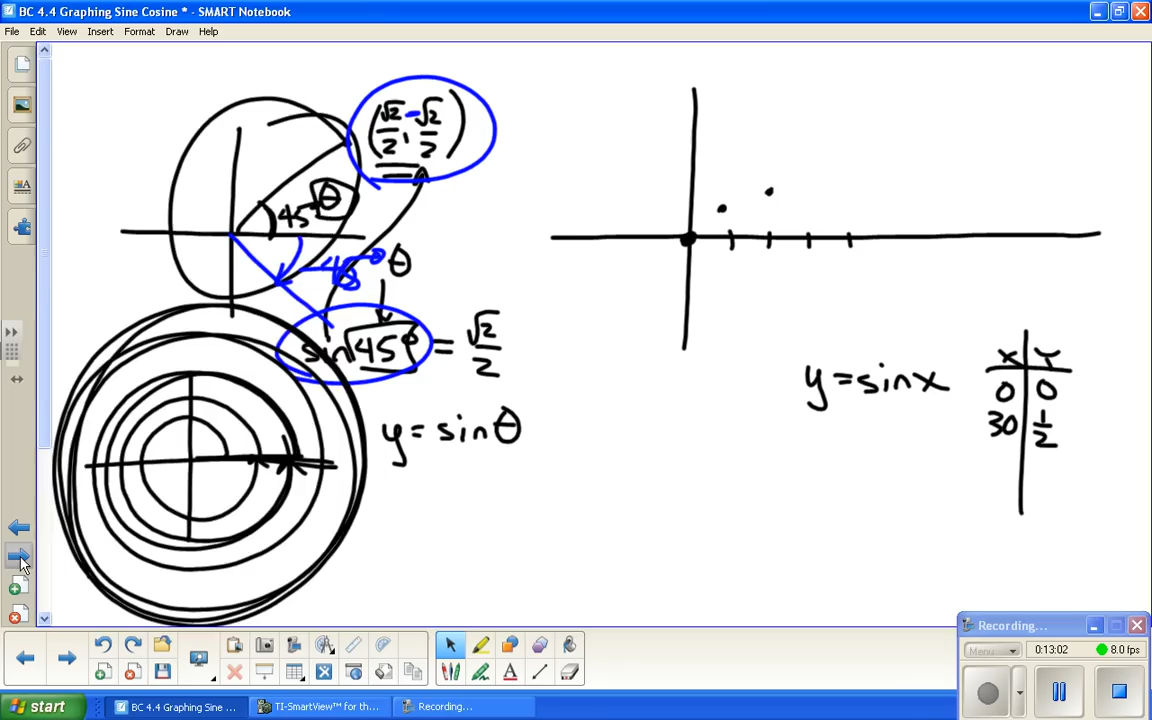 BC 4.4 Graphing Sine Cosine * - SMART Notebook
File Edit View Insert Format Draw Help
(√2/2, -√2/2)
45 θ
θ
sin 45° = √2/2
y = sin θ
y = sin x
X Y
0 0
30 1/2
Recording...
Menu
0:13:02 8.0 fps
start
BC 4.4 Graphing Sine ...
TI-SmartView™ for th...
Recording...